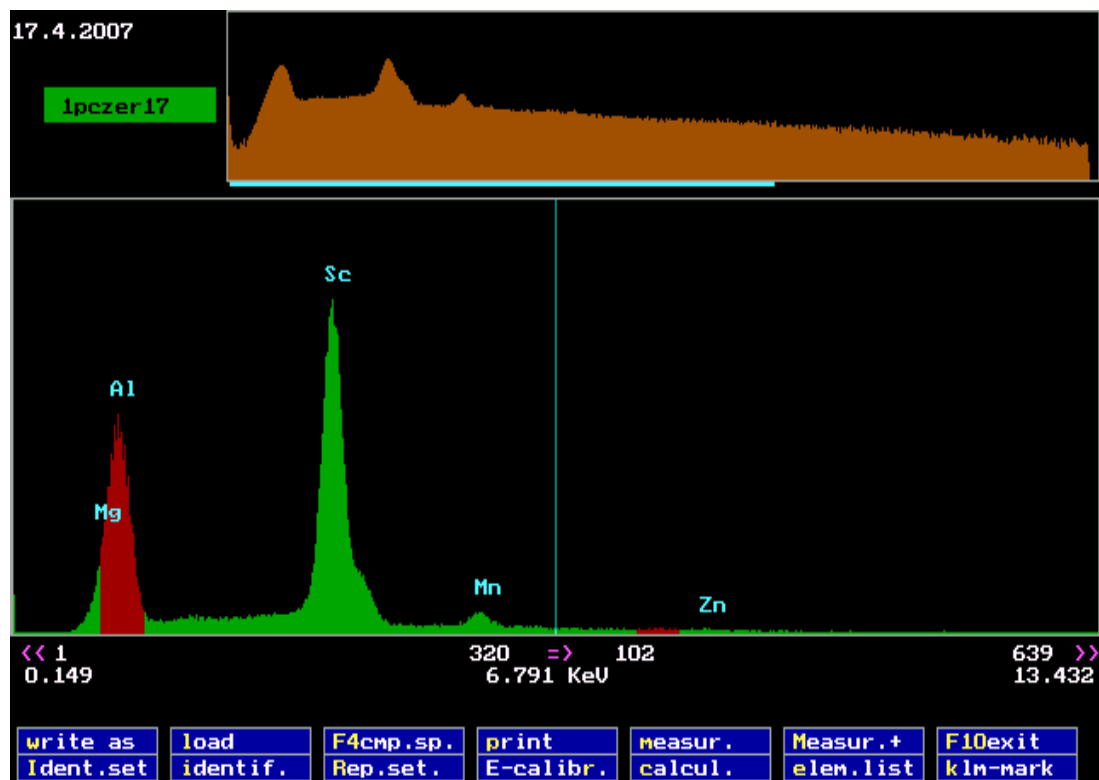 17.4.2007
1pczer17
Sc
Al
Mg
Mn
Zn
<< 1 320 => 102 639 >>
0.149 6.791 KeV 13.432
write as load F4cmp.sp. print measur. Measur.+ F10exit
Ident.set identif. Rep.set. E-calibr. calcul. elem.list klm-mark